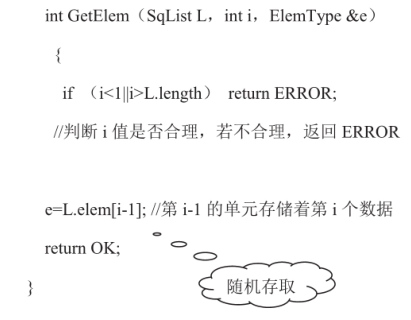 int GetElem（SqList L，int i，ElemType &e）
{
if （i<1||i>L.length） return ERROR;
//判断 i 值是否合理，若不合理，返回 ERROR
e=L.elem[i-1]; //第 i-1 的单元存储着第 i 个数据
return OK;
随机存取
}